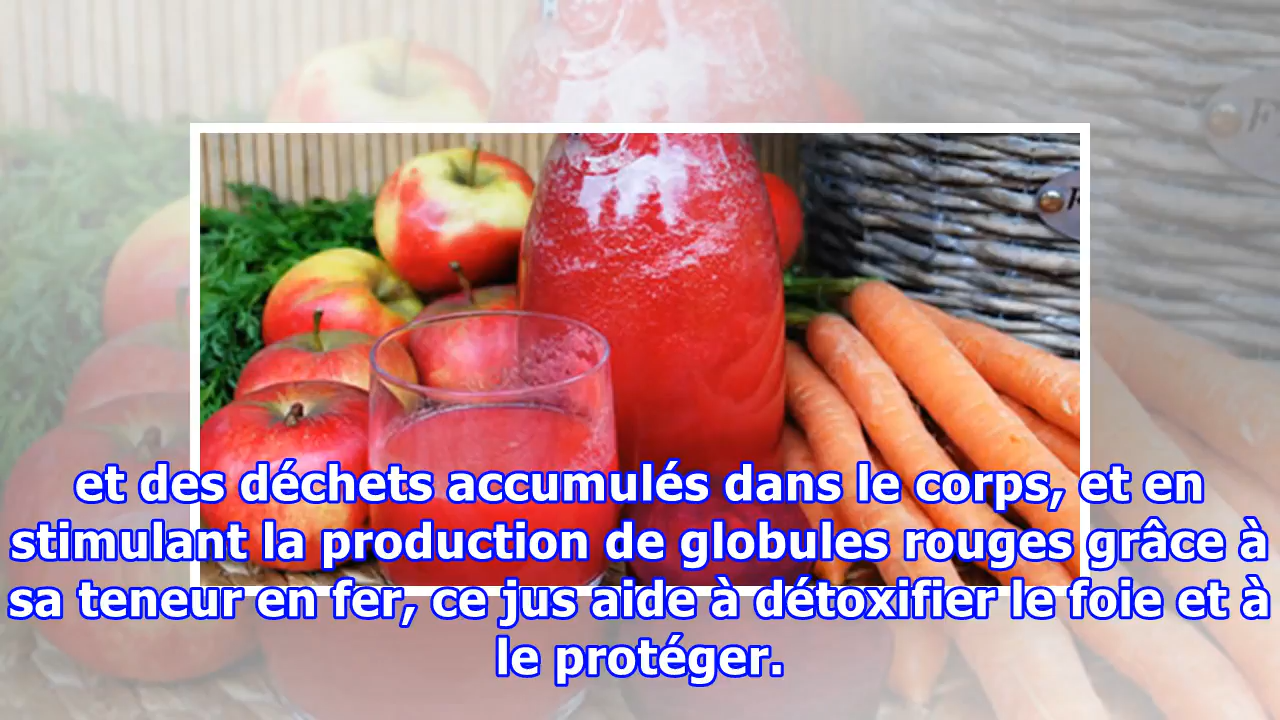 et des déchets accumulés dans le corps, et en
stimulant la production de globules rouges grâce à
sa teneur en fer, ce jus aide à détoxifier le foie et à
le protéger.